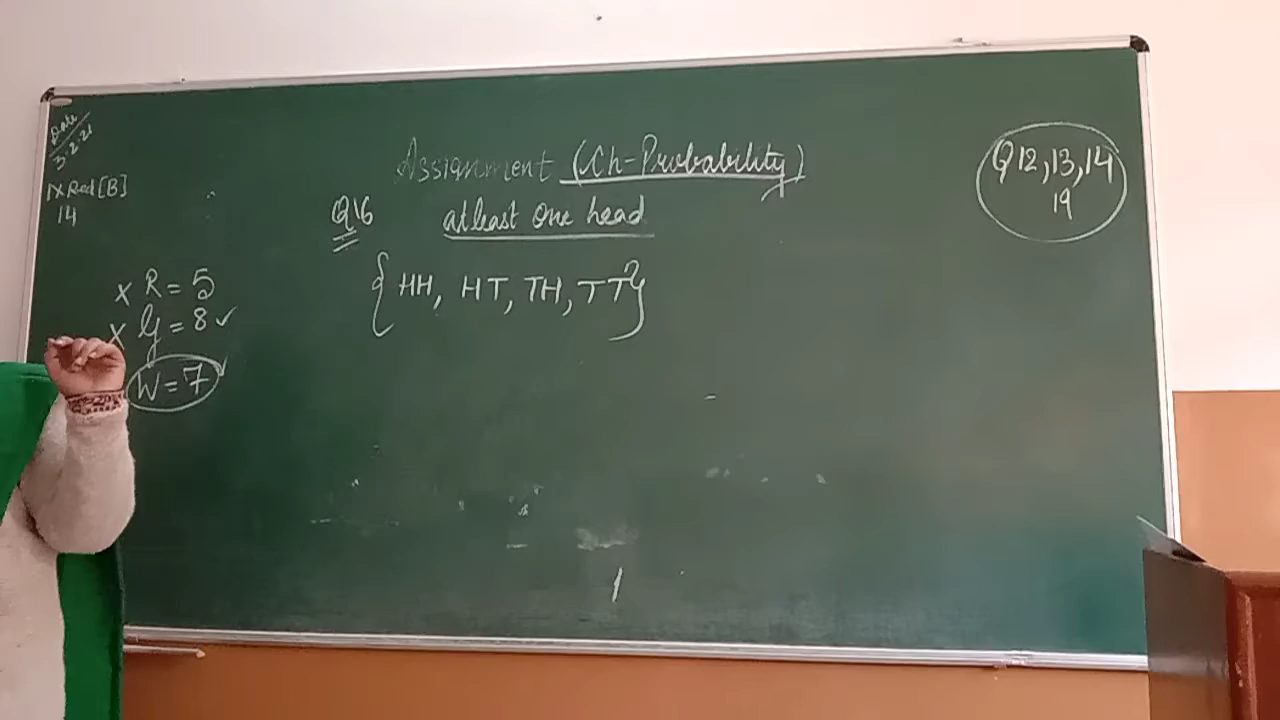 Date
3.2.21
IX Red [B]
14
Assignment (Ch-Probability)
Q16 atleast one head
{HH, HT, TH, TT}
x R = 5
x G = 8 ✓
W = 7 ✓
Q12,13,14
19